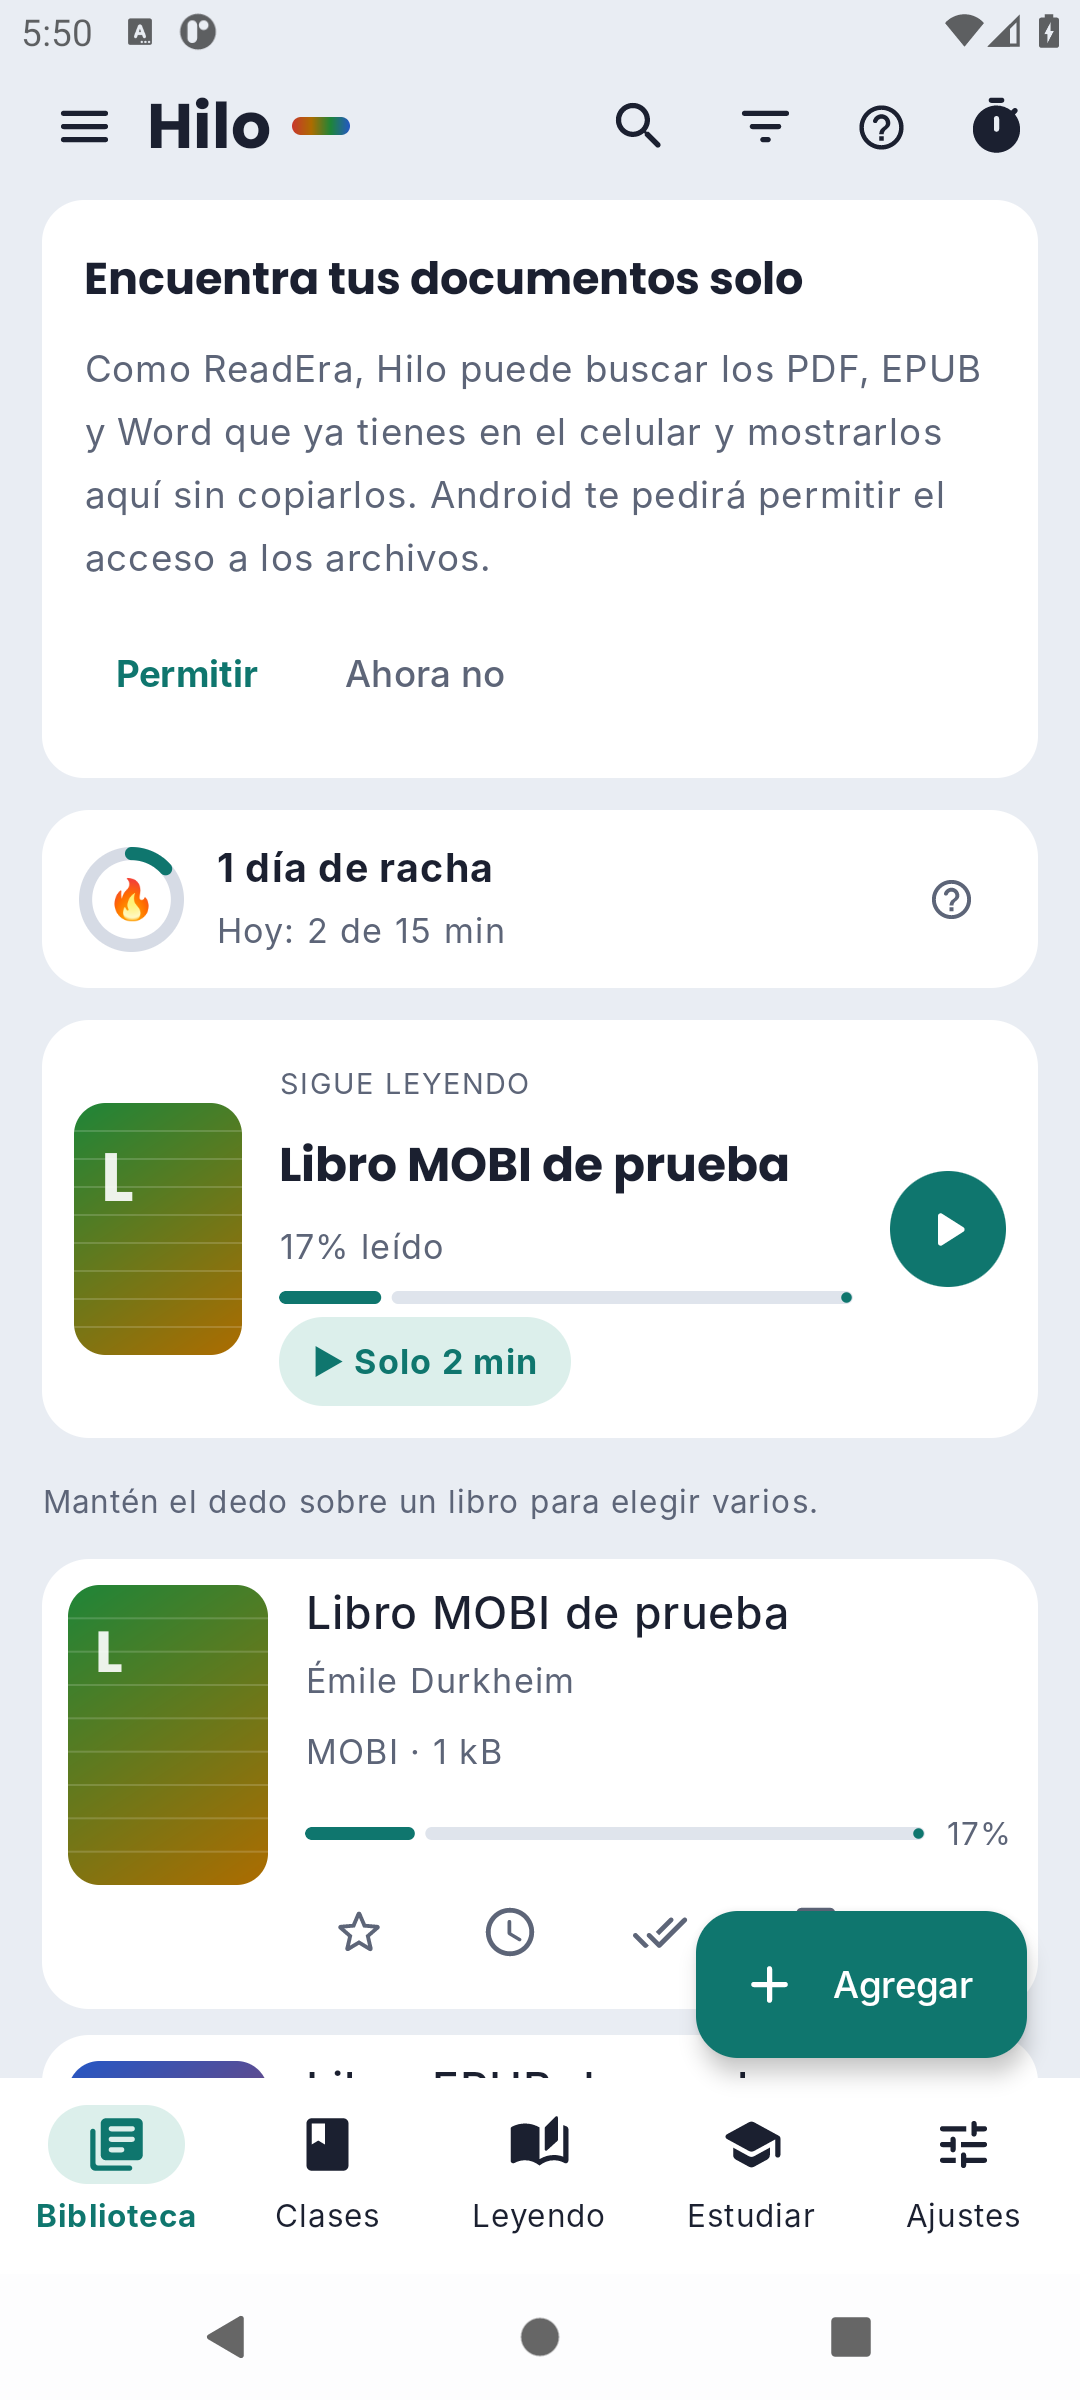 5:50
Hilo
Encuentra tus documentos solo
Como ReadEra, Hilo puede buscar los PDF, EPUB
y Word que ya tienes en el celular y mostrarlos
aquí sin copiarlos. Android te pedirá permitir el
acceso a los archivos.
Permitir Ahora no
1 día de racha
Hoy: 2 de 15 min
SIGUE LEYENDO
L
Libro MOBI de prueba
17% leído
Solo 2 min
Mantén el dedo sobre un libro para elegir varios.
L
Libro MOBI de prueba
Émile Durkheim
MOBI · 1 kB
17%
Agregar
Biblioteca Clases Leyendo Estudiar Ajustes